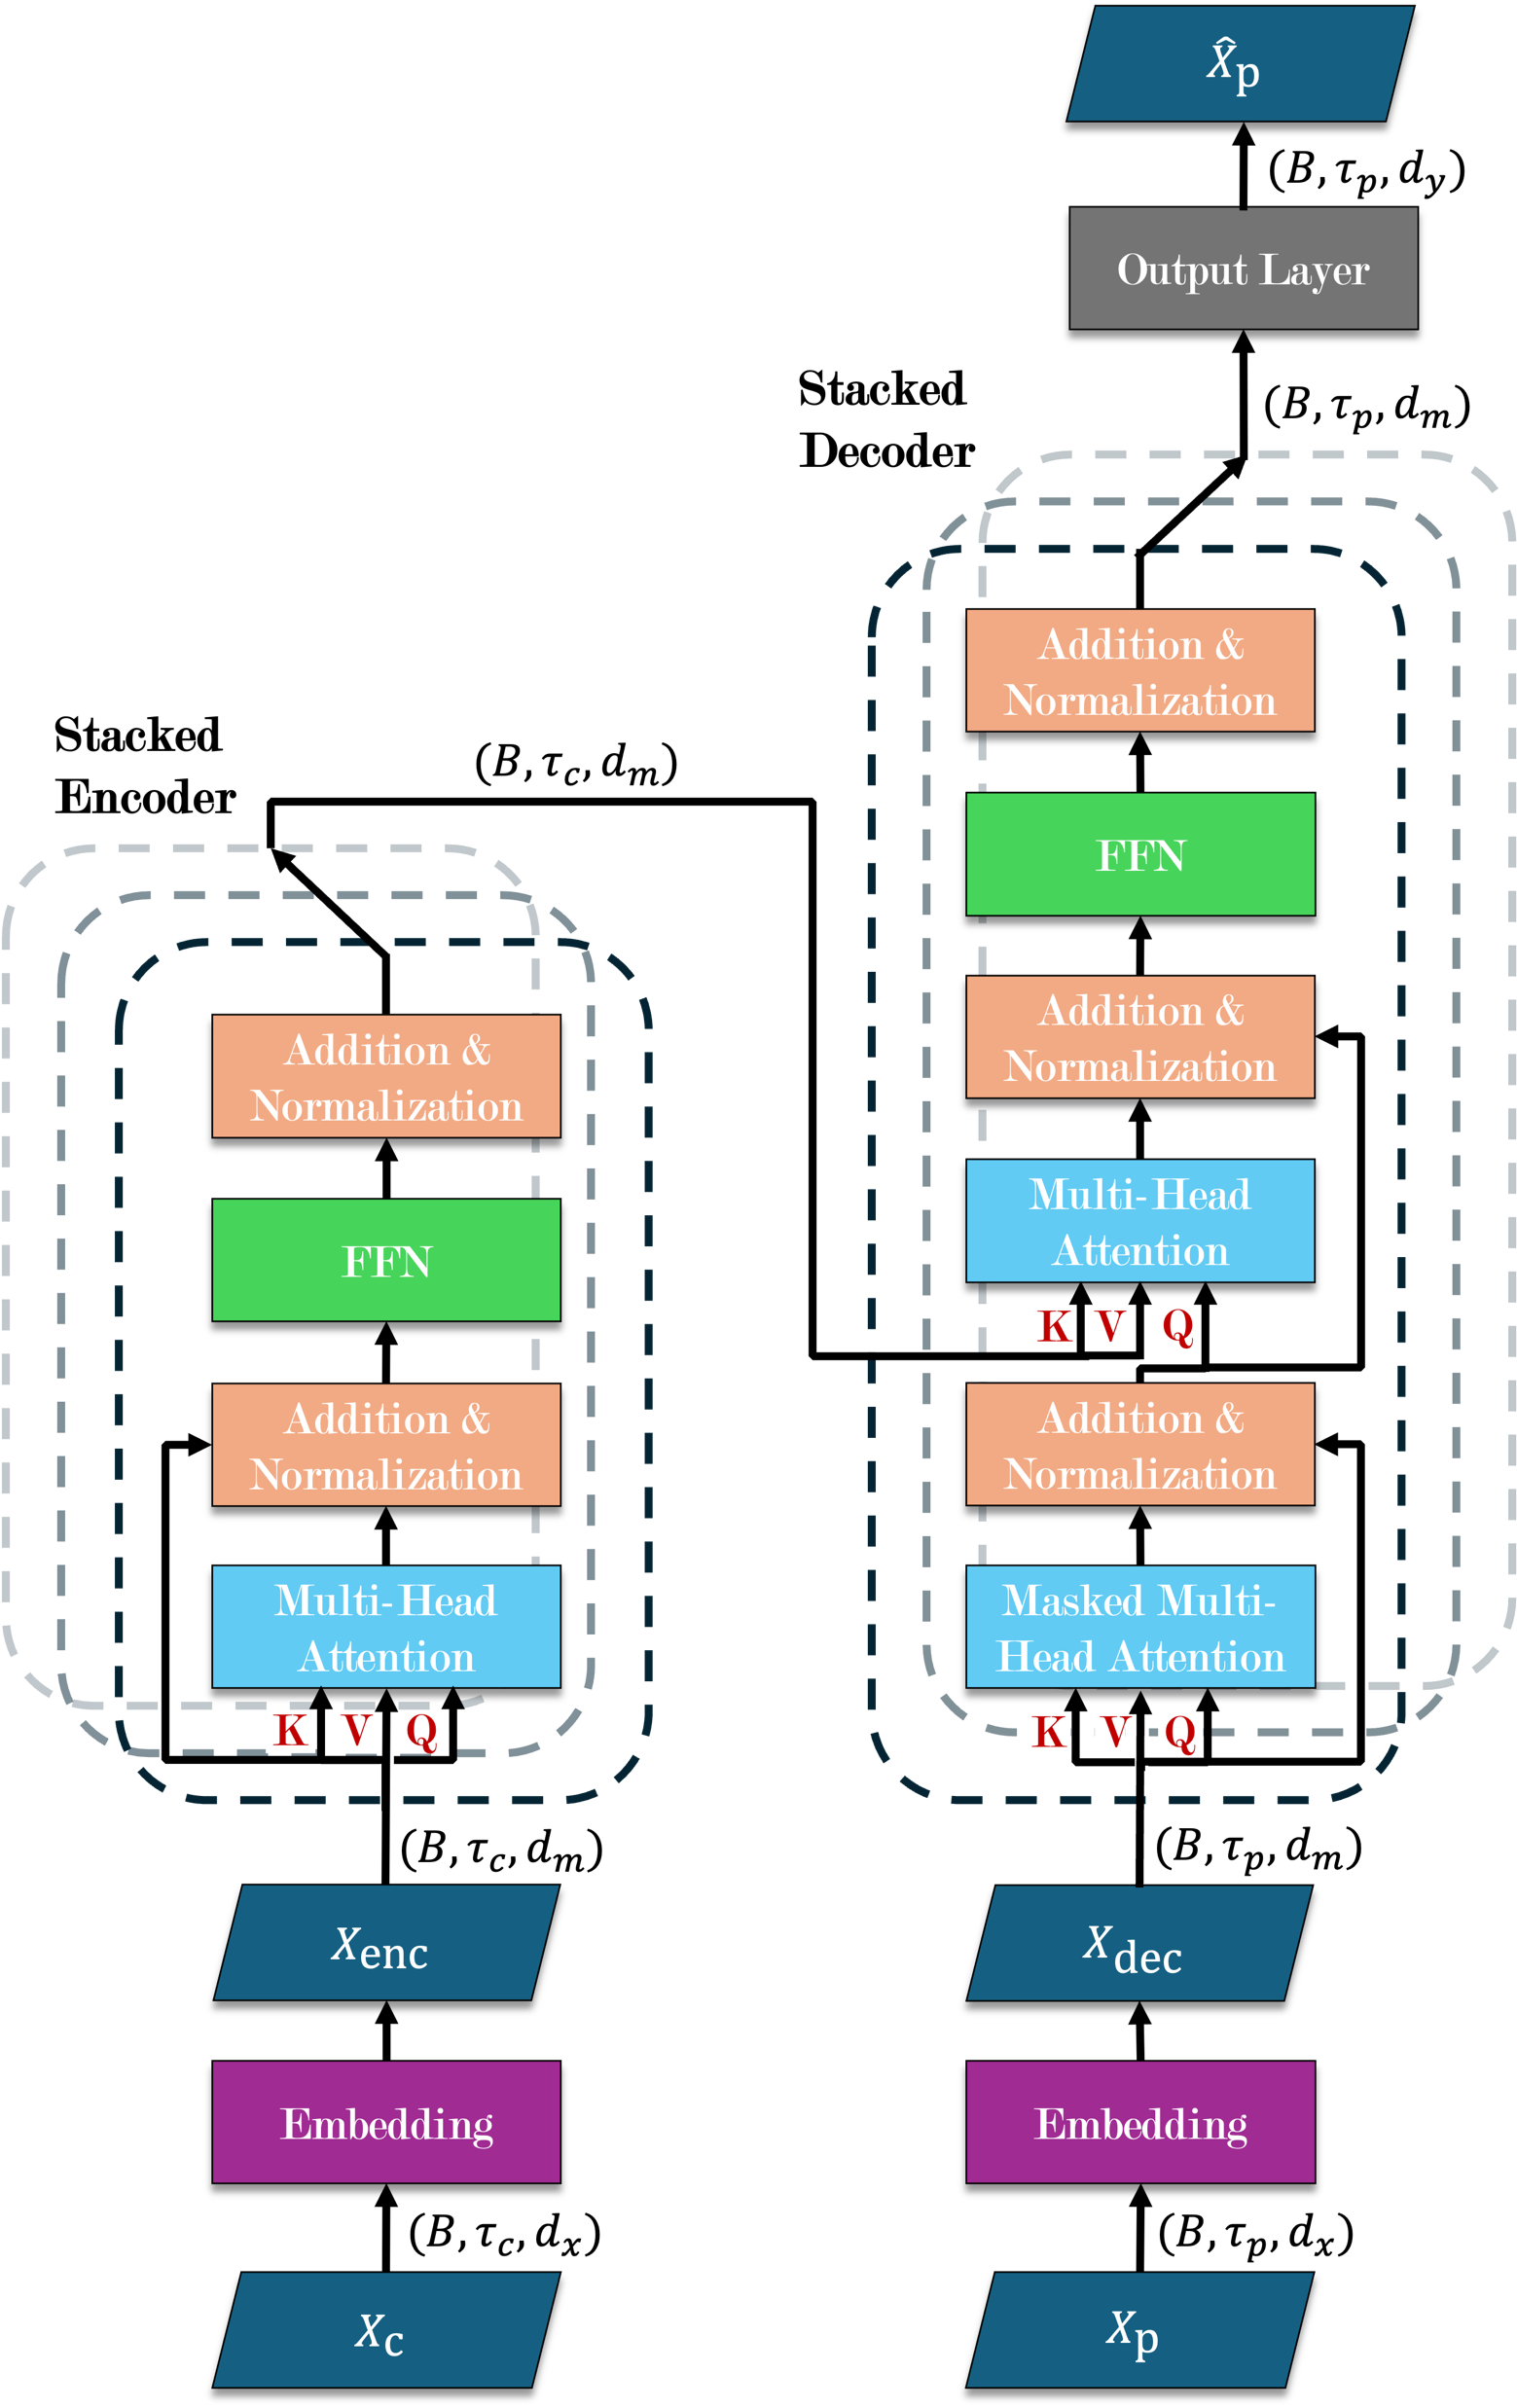 X̂p
(B, τp, dy)
Output Layer
(B, τp, dm)
Stacked
Decoder
Addition &
Normalization
FFN
Addition &
Normalization
Multi-Head
Attention
K V Q
Addition &
Normalization
Masked Multi-
Head Attention
K V Q
(B, τp, dm)
Xdec
Embedding
(B, τp, dx)
Xp
Stacked
Encoder
(B, τc, dm)
Addition &
Normalization
FFN
Addition &
Normalization
Multi-Head
Attention
K V Q
(B, τc, dm)
Xenc
Embedding
(B, τc, dx)
Xc